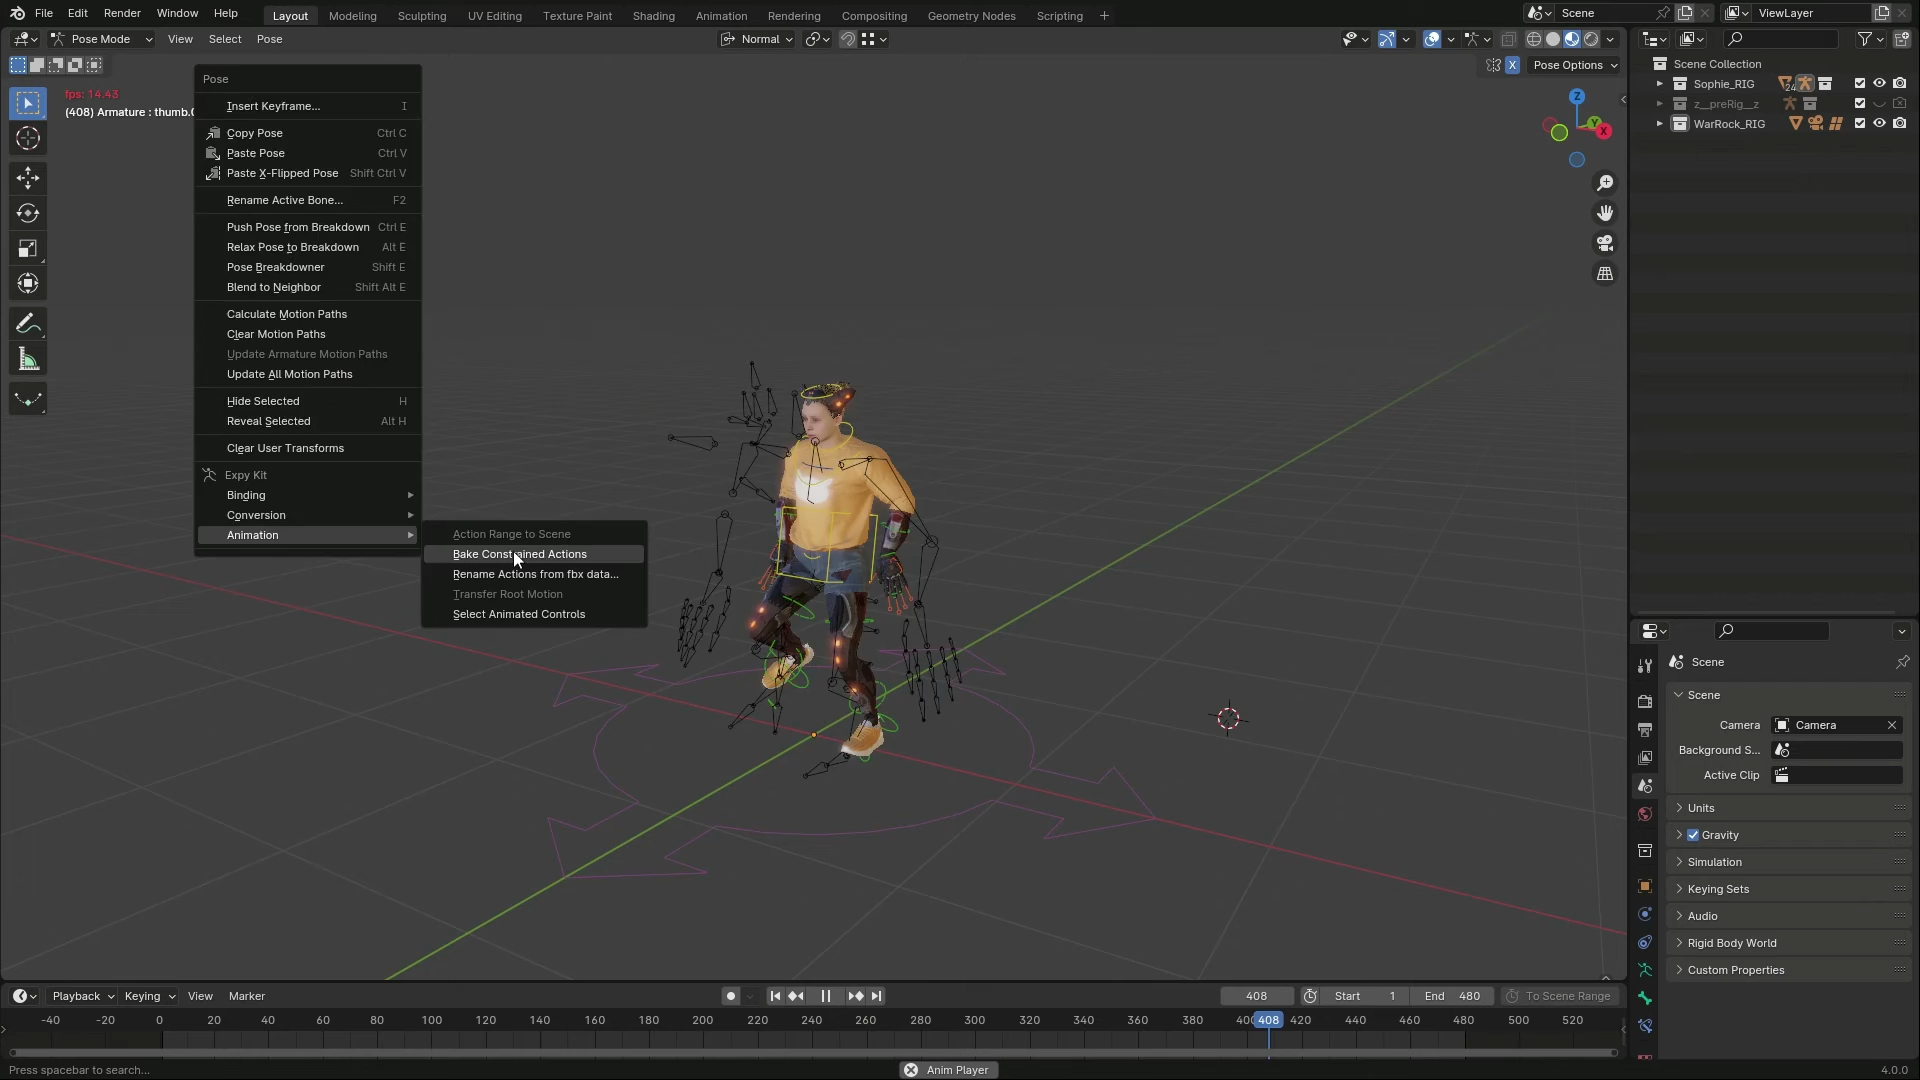 File Edit Render Window Help
Layout Modeling Sculpting UV Editing Texture Paint Shading Animation Rendering Compositing Geometry Nodes Scripting +
Scene
ViewLayer
Pose Mode View Select Pose
Normal
X
Pose Options
fps: 14.43
(408) Armature : thumb.
Pose
Insert Keyframe... I
Copy Pose Ctrl C
Paste Pose Ctrl V
Paste X-Flipped Pose Shift Ctrl V
Rename Active Bone... F2
Push Pose from Breakdown Ctrl E
Relax Pose to Breakdown Alt E
Pose Breakdowner Shift E
Blend to Neighbor Shift Alt E
Calculate Motion Paths
Clear Motion Paths
Update Armature Motion Paths
Update All Motion Paths
Hide Selected H
Reveal Selected Alt H
Clear User Transforms
Expy Kit
Binding
Conversion
Animation
Action Range to Scene
Bake Constrained Actions
Rename Actions from fbx data...
Transfer Root Motion
Select Animated Controls
Z
Y
X
Scene Collection
Sophie_RIG 24
z__preRig__z
WarRock_RIG
Scene
Scene
Camera Camera
Background S...
Active Clip
Units
Gravity
Simulation
Keying Sets
Audio
Rigid Body World
Custom Properties
Playback Keying View Marker
408 Start 1 End 480 To Scene Range
-40 -20 0 20 40 60 80 100 120 140 160 180 200 220 240 260 280 300 320 340 360 380 40 408 420 440 460 480 500 520
Press spacebar to search...
Anim Player
4.0.0